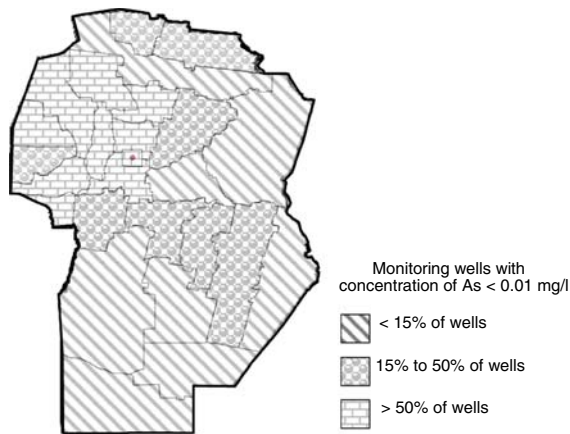 Monitoring wells with
concentration of As < 0.01 mg/l
< 15% of wells
15% to 50% of wells
> 50% of wells